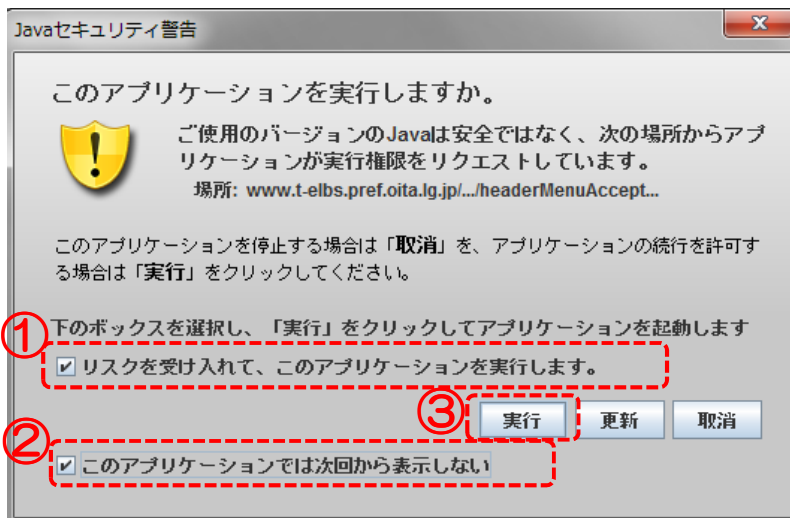 Javaセキュリティ警告
このアプリケーションを実行しますか。
ご使用のバージョンのJavaは安全ではなく、次の場所からアプ
リケーションが実行権限をリクエストしています。
場所: www.t-elbs.pref.oita.lg.jp/.../headerMenuAccept...
このアプリケーションを停止する場合は「取消」を、アプリケーションの続行を許可す
る場合は「実行」をクリックしてください。
①
下のボックスを選択し、「実行」をクリックしてアプリケーションを起動します
リスクを受け入れて、このアプリケーションを実行します。
③
実行 更新 取消
②
このアプリケーションでは次回から表示しない